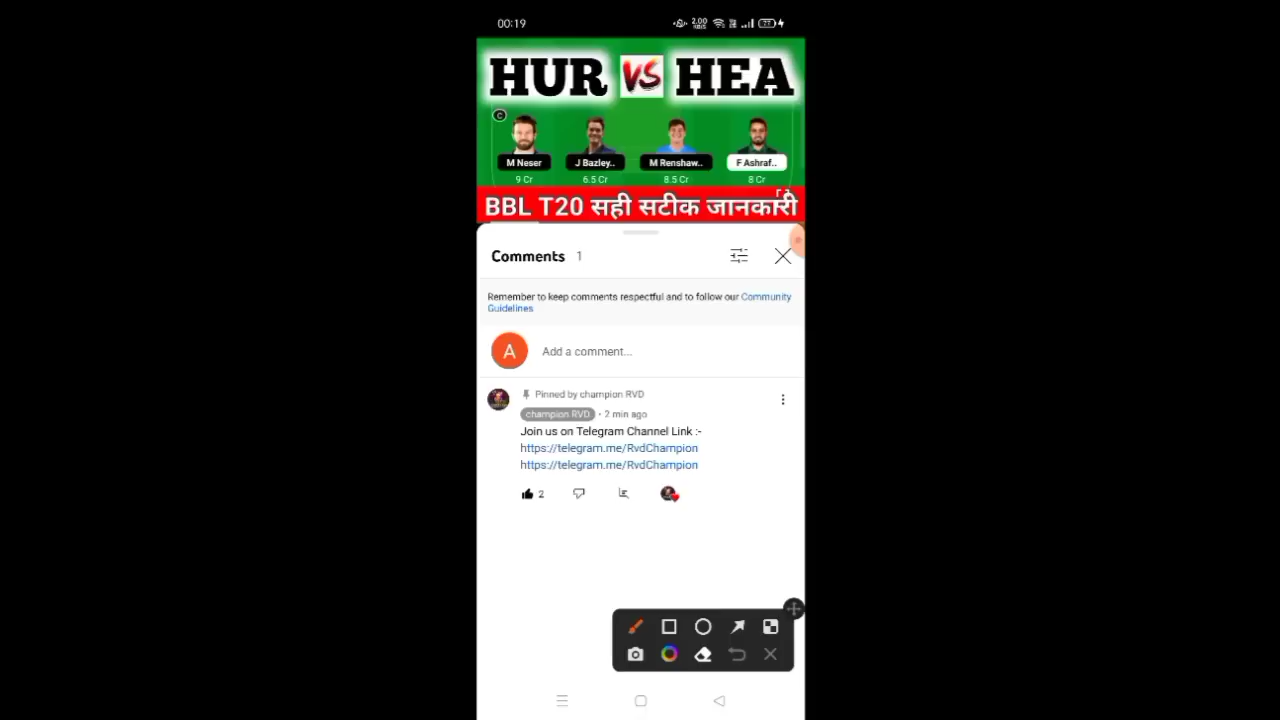 00:19
2.00
KB/S
HUR VS HEA
C
M Neser
J Bazley..
M Renshaw..
F Ashraf..
9 Cr
6.5 Cr
8.5 Cr
8 Cr
BBL T20 सही सटीक जानकारी
Comments 1
Remember to keep comments respectful and to follow our Community
Guidelines
A
Add a comment...
Pinned by champion RVD
champion RVD · 2 min ago
Join us on Telegram Channel Link :-
https://telegram.me/RvdChampion
https://telegram.me/RvdChampion
2